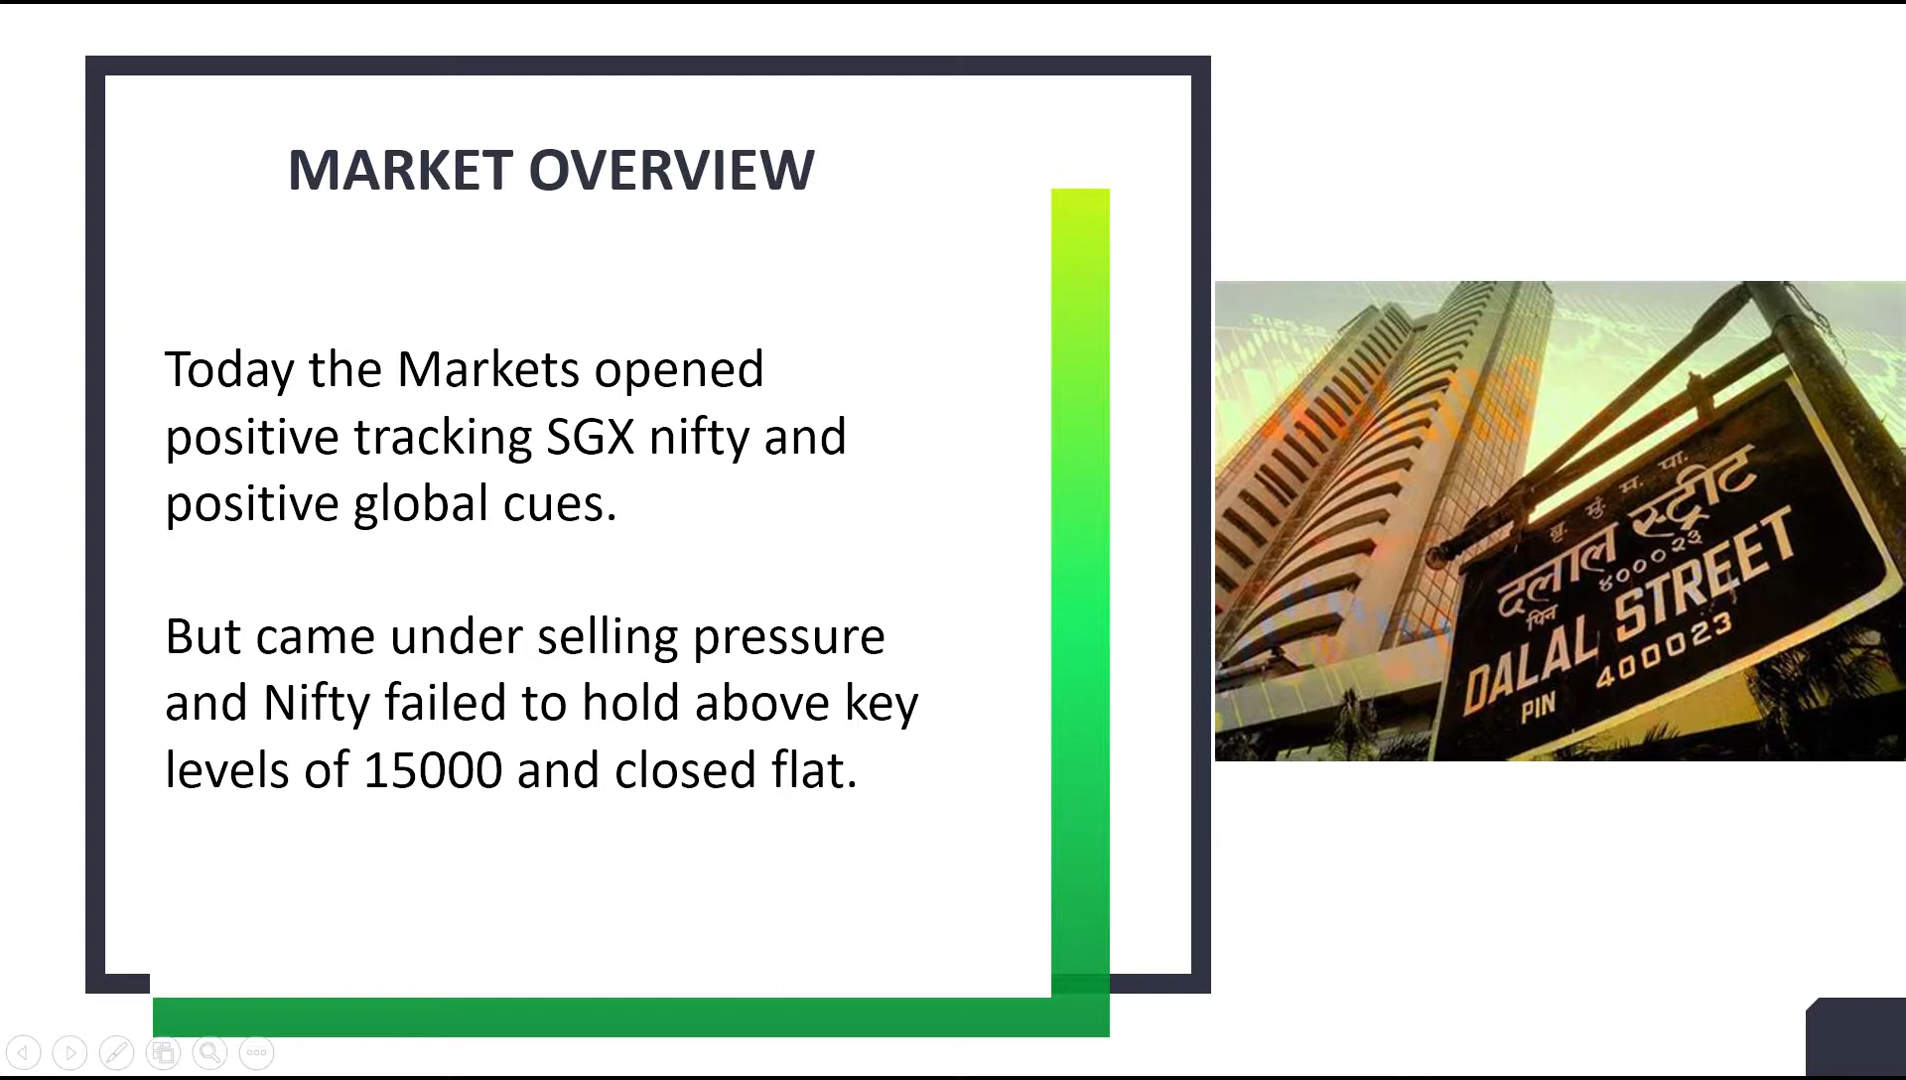 MARKET OVERVIEW
Today the Markets opened
positive tracking SGX nifty and
positive global cues.
But came under selling pressure
and Nifty failed to hold above key
levels of 15000 and closed flat.
बृ. मुं. म. पा.
दलाल स्ट्रीट
पिन ४०००२३
DALAL STREET
PIN 400023